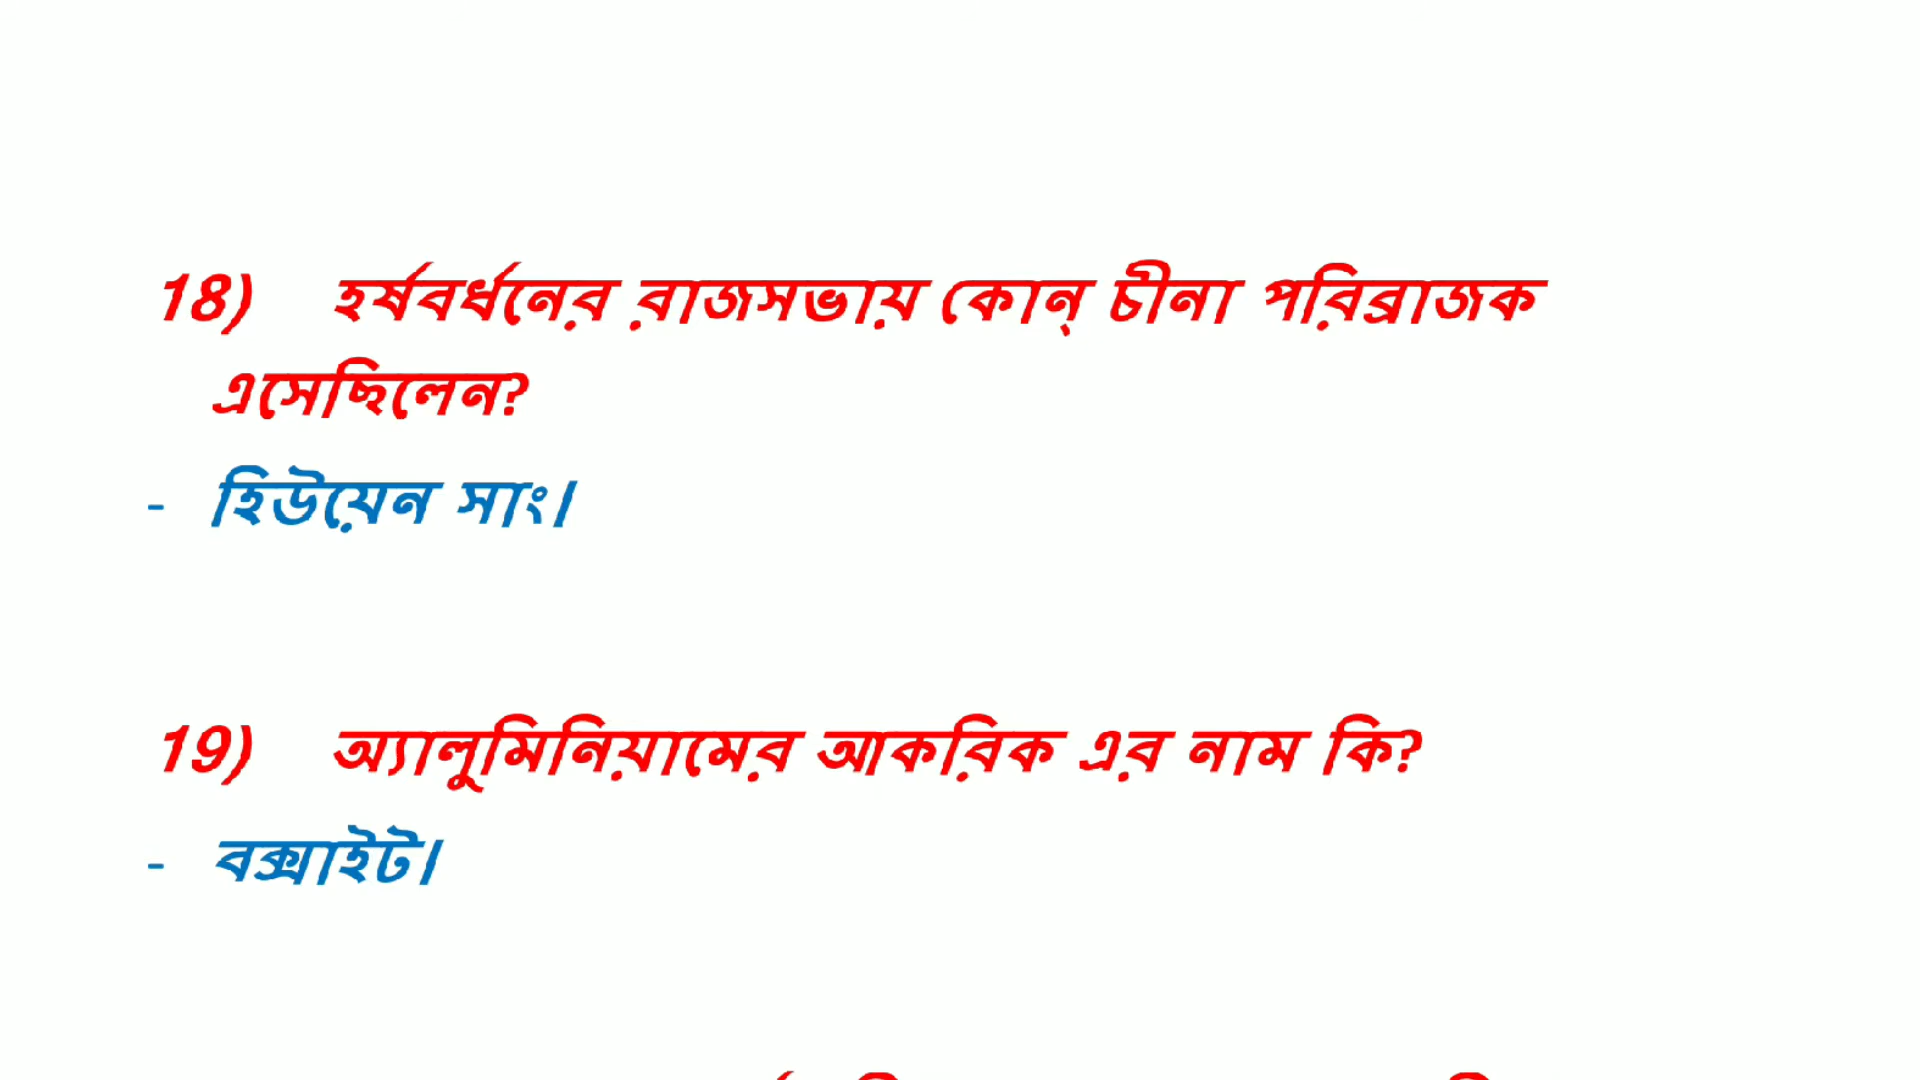 18) হর্ষবর্ধনের রাজসভায় কোন্ চীনা পরিব্রাজক
এসেছিলেন?
- হিউয়েন সাং।
19) অ্যালুমিনিয়ামের আকরিক এর নাম কি?
- বক্সাইট।